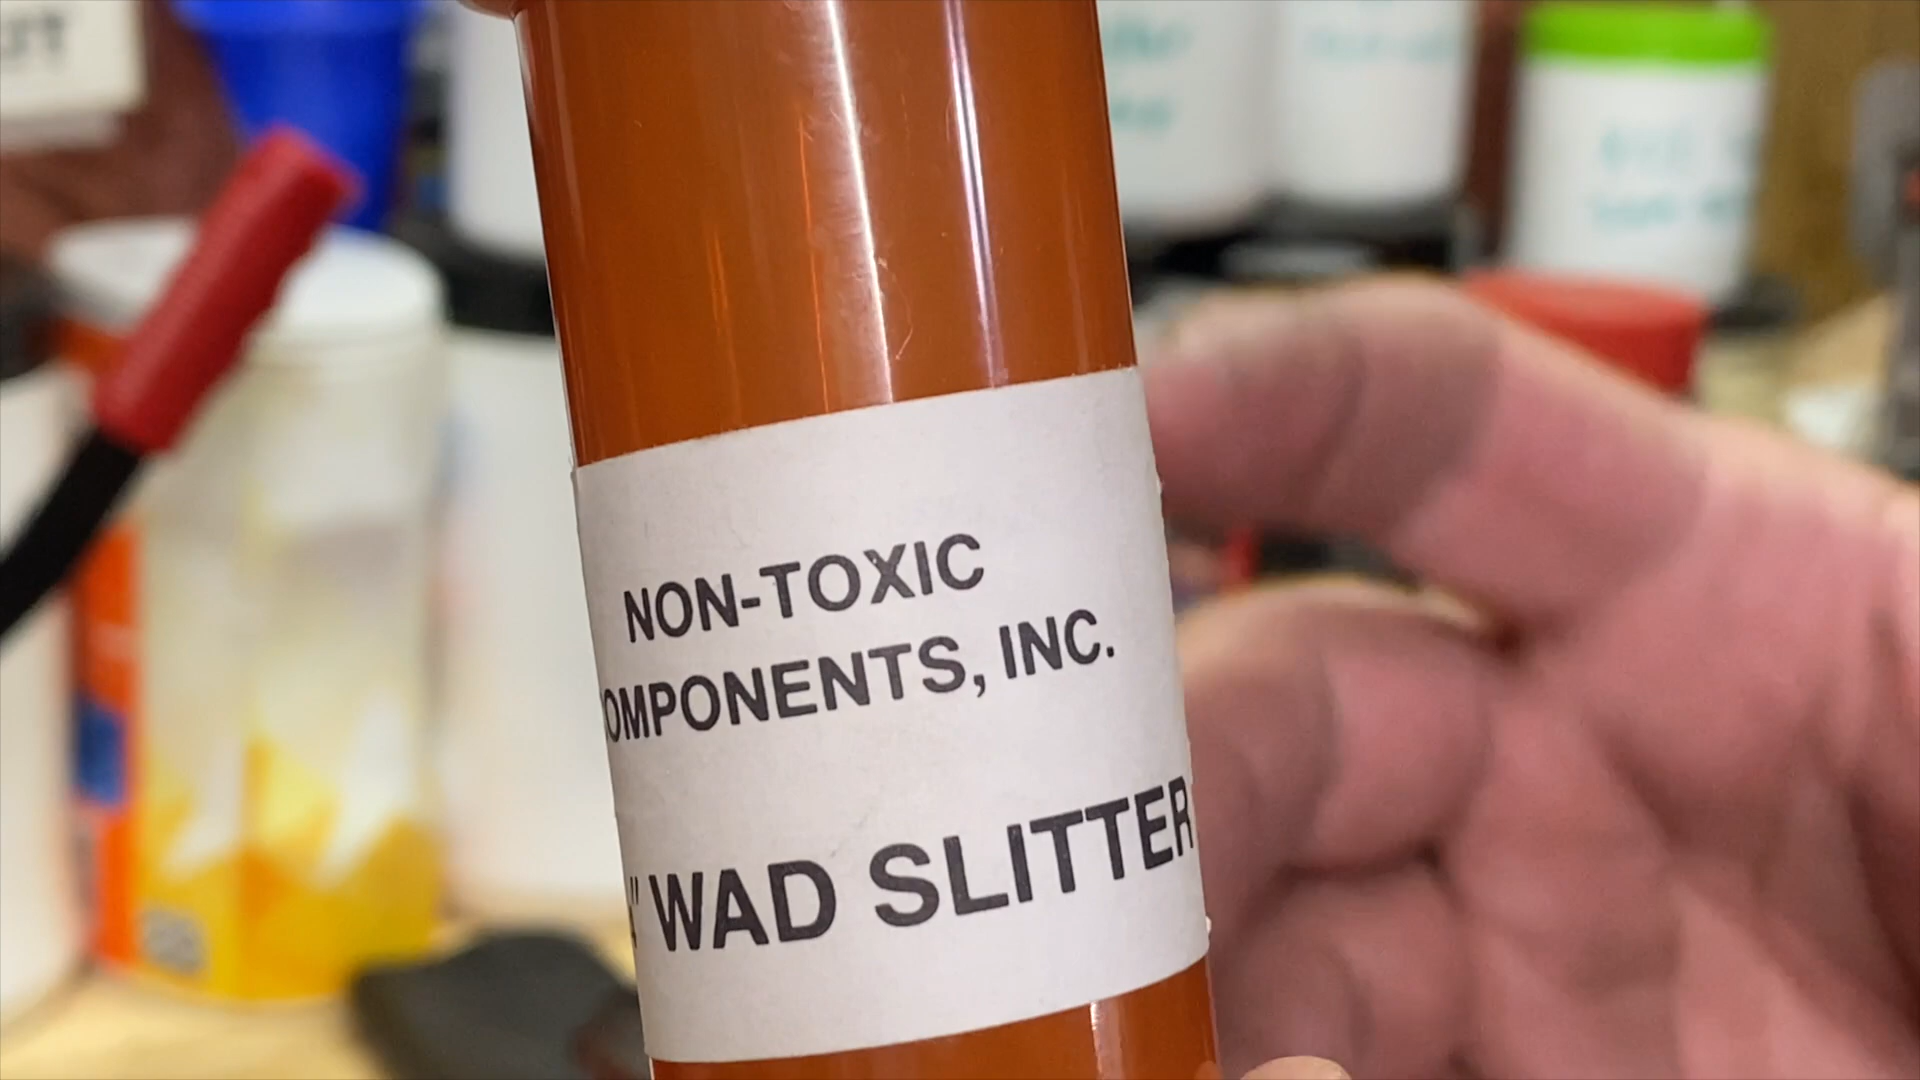 NON-TOXIC
OMPONENTS, INC.
" WAD SLITTER